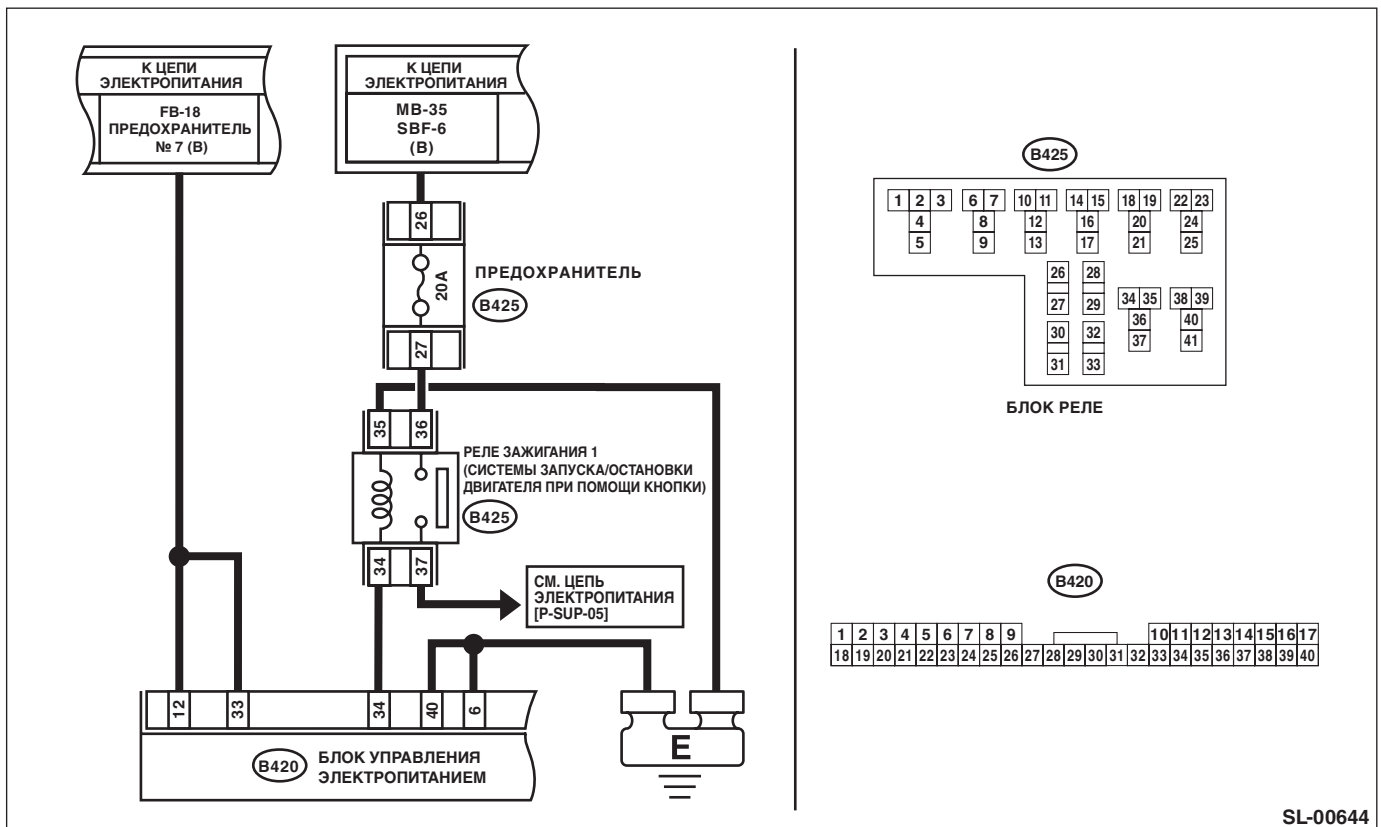 К ЦЕПИ
ЭЛЕКТРОПИТАНИЯ
FB-18
ПРЕДОХРАНИТЕЛЬ
№ 7 (B)
К ЦЕПИ
ЭЛЕКТРОПИТАНИЯ
MB-35
SBF-6
(B)
26
20A
ПРЕДОХРАНИТЕЛЬ
B425
27
35
36
РЕЛЕ ЗАЖИГАНИЯ 1
(СИСТЕМЫ ЗАПУСКА/ОСТАНОВКИ
ДВИГАТЕЛЯ ПРИ ПОМОЩИ КНОПКИ)
B425
34
37
СМ. ЦЕПЬ
ЭЛЕКТРОПИТАНИЯ
[P-SUP-05]
12
33
34
40
6
E
B420
БЛОК УПРАВЛЕНИЯ
ЭЛЕКТРОПИТАНИЕМ
B425
1 2 3 6 7 10 11 14 15 18 19 22 23
4 8 12 16 20 24
5 9 13 17 21 25
26 28
27 29 34 35 38 39
36 40
30 32 37 41
31 33
БЛОК РЕЛЕ
B420
1 2 3 4 5 6 7 8 9 10 11 12 13 14 15 16 17
18 19 20 21 22 23 24 25 26 27 28 29 30 31 32 33 34 35 36 37 38 39 40
SL-00644